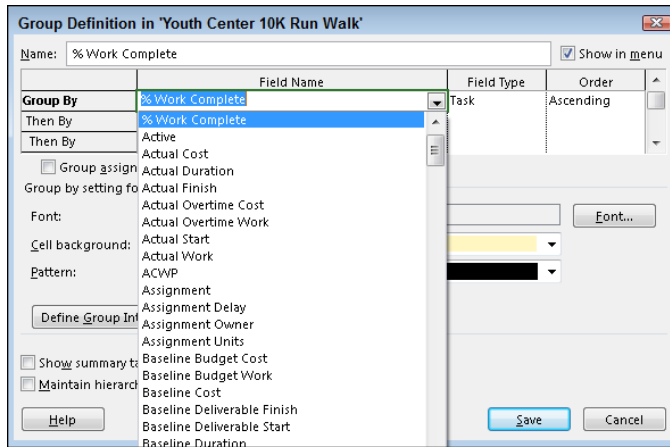 Group Definition in 'Youth Center 10K Run Walk'
Name: % Work Complete Show in menu
Field Name Field Type Order
Group By % Work Complete Task Ascending
Then By % Work Complete
Then By Active
Actual Cost
Group assign Actual Duration
Group by setting fo Actual Finish
Actual Overtime Cost
Font: Actual Overtime Work Font...
Cell background: Actual Start
Actual Work
Pattern: ACWP
Assignment
Assignment Delay
Define Group Int Assignment Owner
Assignment Units
Show summary ta Baseline Budget Cost
Baseline Budget Work
Maintain hierarch Baseline Cost
Baseline Deliverable Finish
Help Baseline Deliverable Start Save Cancel
Baseline Duration